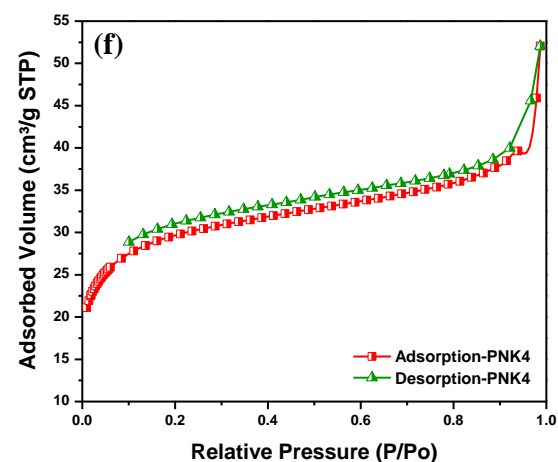 (f)
Adsorbed Volume (cm³/g STP)
55
50
45
40
35
30
25
20
15
10
Adsorption-PNK4
Desorption-PNK4
0.0 0.2 0.4 0.6 0.8 1.0
Relative Pressure (P/Po)